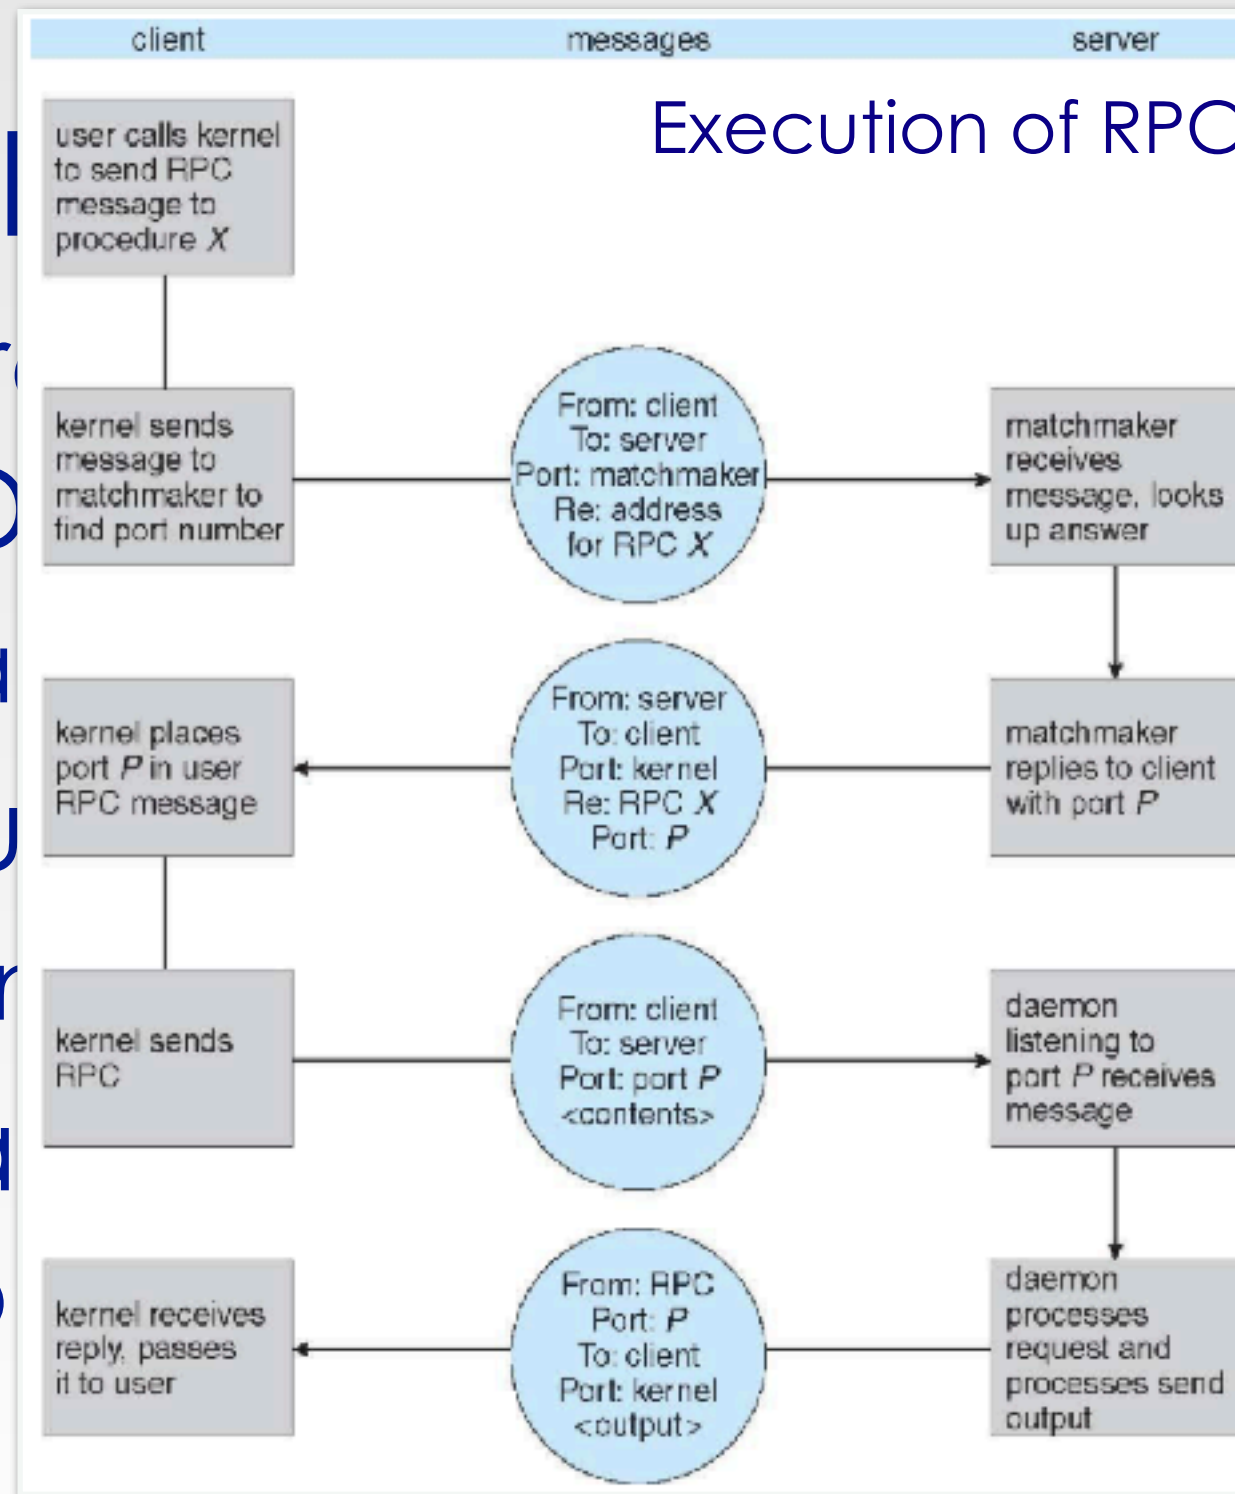 client
messages
server
Execution of RPC
user calls kernel
to send RPC
message to
procedure X
kernel sends
message to
matchmaker to
find port number
From: client
To: server
Port: matchmaker
Re: address
for RPC X
matchmaker
receives
message, looks
up answer
kernel places
port P in user
RPC message
From: server
To: client
Port: kernel
Re: RPC X
Port: P
matchmaker
replies to client
with port P
kernel sends
RPC
From: client
To: server
Port: port P
<contents>
daemon
listening to
port P receives
message
kernel receives
reply, passes
it to user
From: RPC
Port: P
To: client
Port: kernel
<output>
daemon
processes
request and
processes send
output